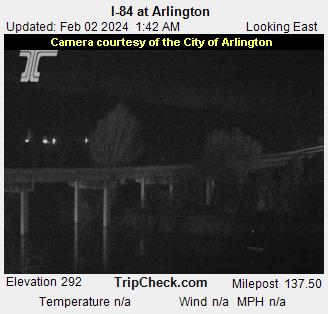 I-84 at Arlington
Updated: Feb 02 2024 1:42 AM Looking East
Camera courtesy of the City of Arlington
Elevation 292 TripCheck.com Milepost 137.50
Temperature n/a Wind n/a MPH n/a